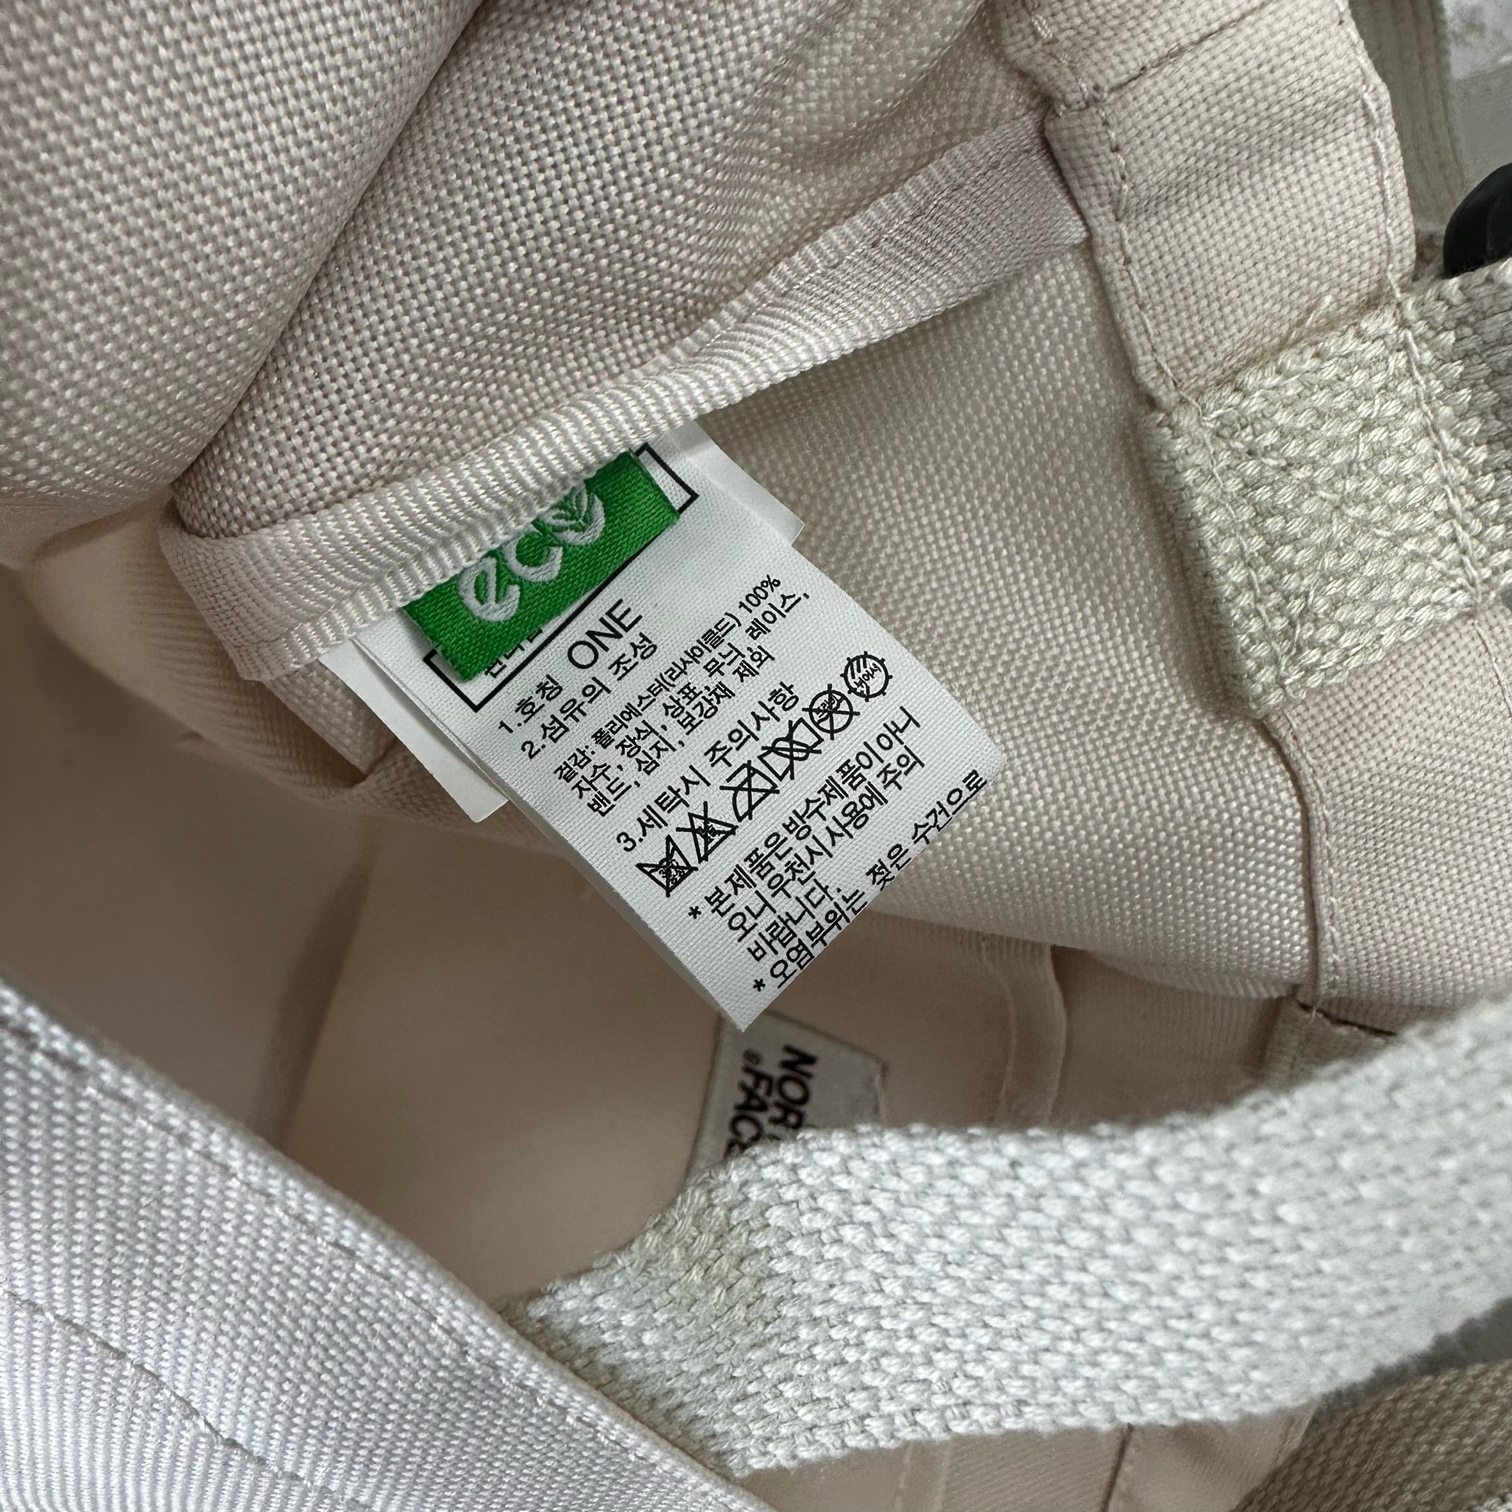 eco
1.호칭 ONE
2.섬유의 조성
겉감: 폴리에스터(리사이클드) 100%
자수, 장식, 상표, 무늬, 레이스,
밴드, 심지, 보강재 제외
3.세탁시 주의사항
* 본 제품은 방수제품이 아니
오니 우천시 사용에 주의
바랍니다.
* 오염부위는 젖은 수건으로
NOR
FACE